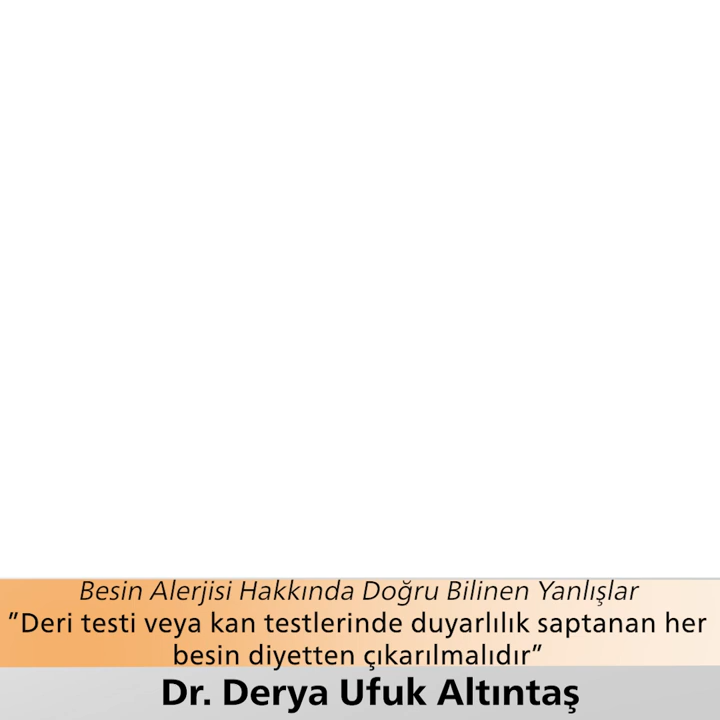 Besin Alerjisi Hakkında Doğru Bilinen Yanlışlar
"Deri testi veya kan testlerinde duyarlılık saptanan her
besin diyetten çıkarılmalıdır"
Dr. Derya Ufuk Altıntaş